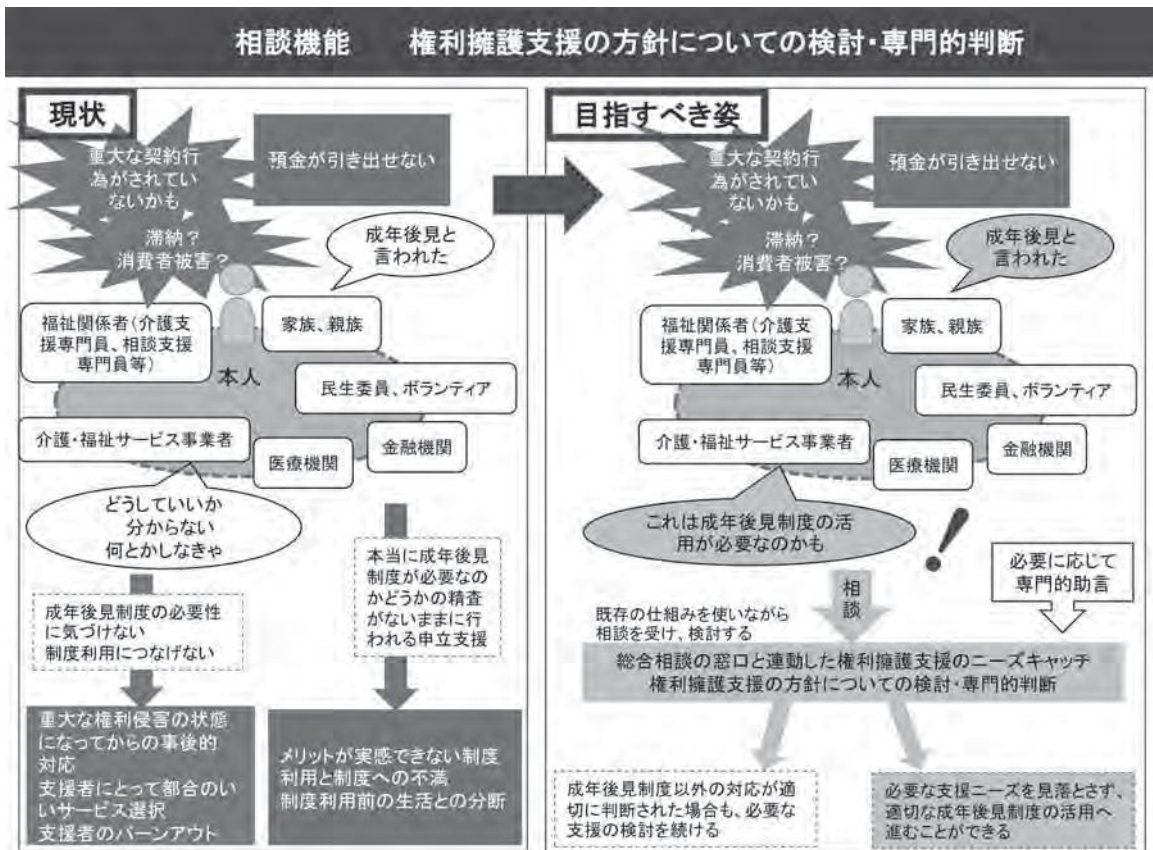 相談機能　　権利擁護支援の方針についての検討・専門的判断
現状
重大な契約行
為がされてい
ないかも
預金が引き出せない
滞納？
消費者被害？
成年後見と
言われた
福祉関係者（介護支
援専門員、相談支援
専門員等）
家族、親族
本人
民生委員、ボランティア
介護・福祉サービス事業者
医療機関
金融機関
どうしていいか
分からない
何とかしなきゃ
本当に成年後見
制度が必要なの
かどうかの精査
がないままに行
われる申立支援
成年後見制度の必要性
に気づけない
制度利用につなげない
重大な権利侵害の状態
になってからの事後的
対応
支援者にとって都合のい
いサービス選択
支援者のバーンアウト
メリットが実感できない制度
利用と制度への不満
制度利用前の生活との分断
目指すべき姿
重大な契約行
為がされてい
ないかも
預金が引き出せない
滞納？
消費者被害？
成年後見と
言われた
福祉関係者（介護支
援専門員、相談支援
専門員等）
家族、親族
本人
民生委員、ボランティア
介護・福祉サービス事業者
医療機関
金融機関
これは成年後見制度の活
用が必要なのかも
！
必要に応じて
専門的助言
相
談
既存の仕組みを使いながら
相談を受け、検討する
総合相談の窓口と連動した権利擁護支援のニーズキャッチ
権利擁護支援の方針についての検討・専門的判断
成年後見制度以外の対応が適
切に判断された場合も、必要な
支援の検討を続ける
必要な支援ニーズを見落とさず、
適切な成年後見制度の活用へ
進むことができる